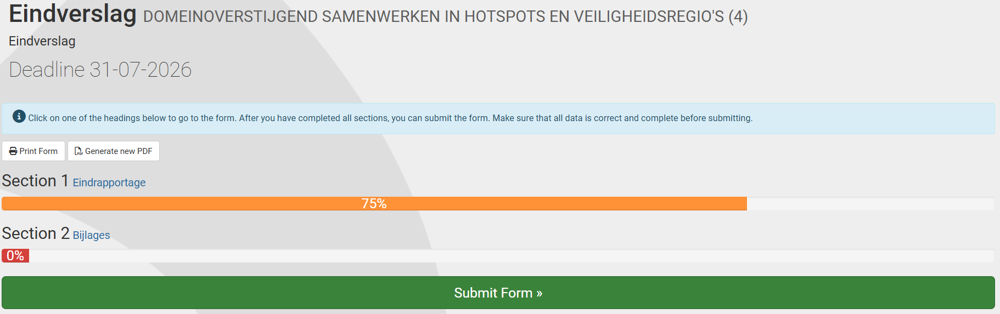 Eindverslag DOMEINOVERSTIJGEND SAMENWERKEN IN HOTSPOTS EN VEILIGHEIDSREGIO'S (4)
Eindverslag
Deadline 31-07-2026
Click on one of the headings below to go to the form. After you have completed all sections, you can submit the form. Make sure that all data is correct and complete before submitting.
Print Form Generate new PDF
Section 1 Eindrapportage
75%
Section 2 Bijlages
0%
Submit Form »